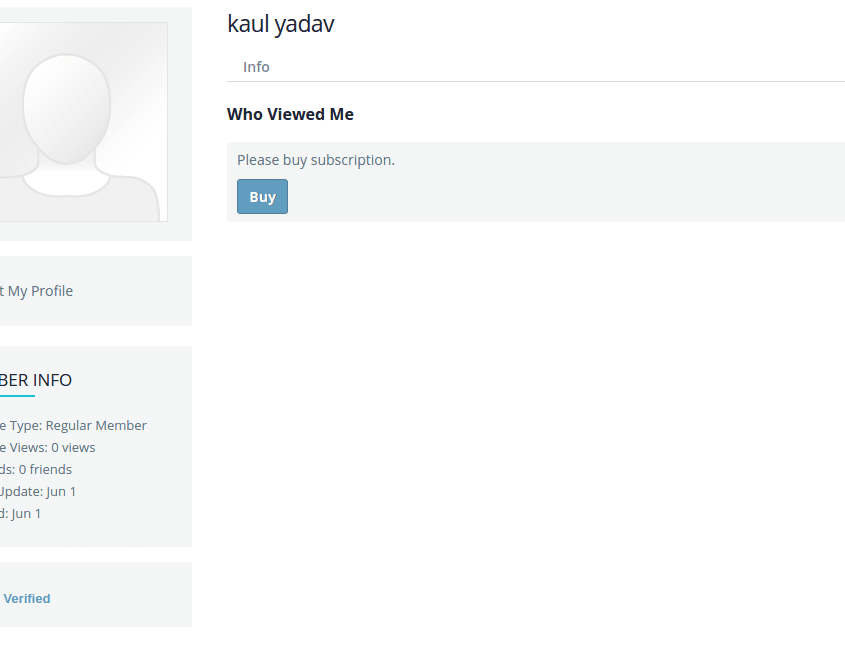 kaul yadav
Info
Who Viewed Me
Please buy subscription.
Buy
t My Profile
BER INFO
e Type: Regular Member
e Views: 0 views
ds: 0 friends
Update: Jun 1
d: Jun 1
Verified